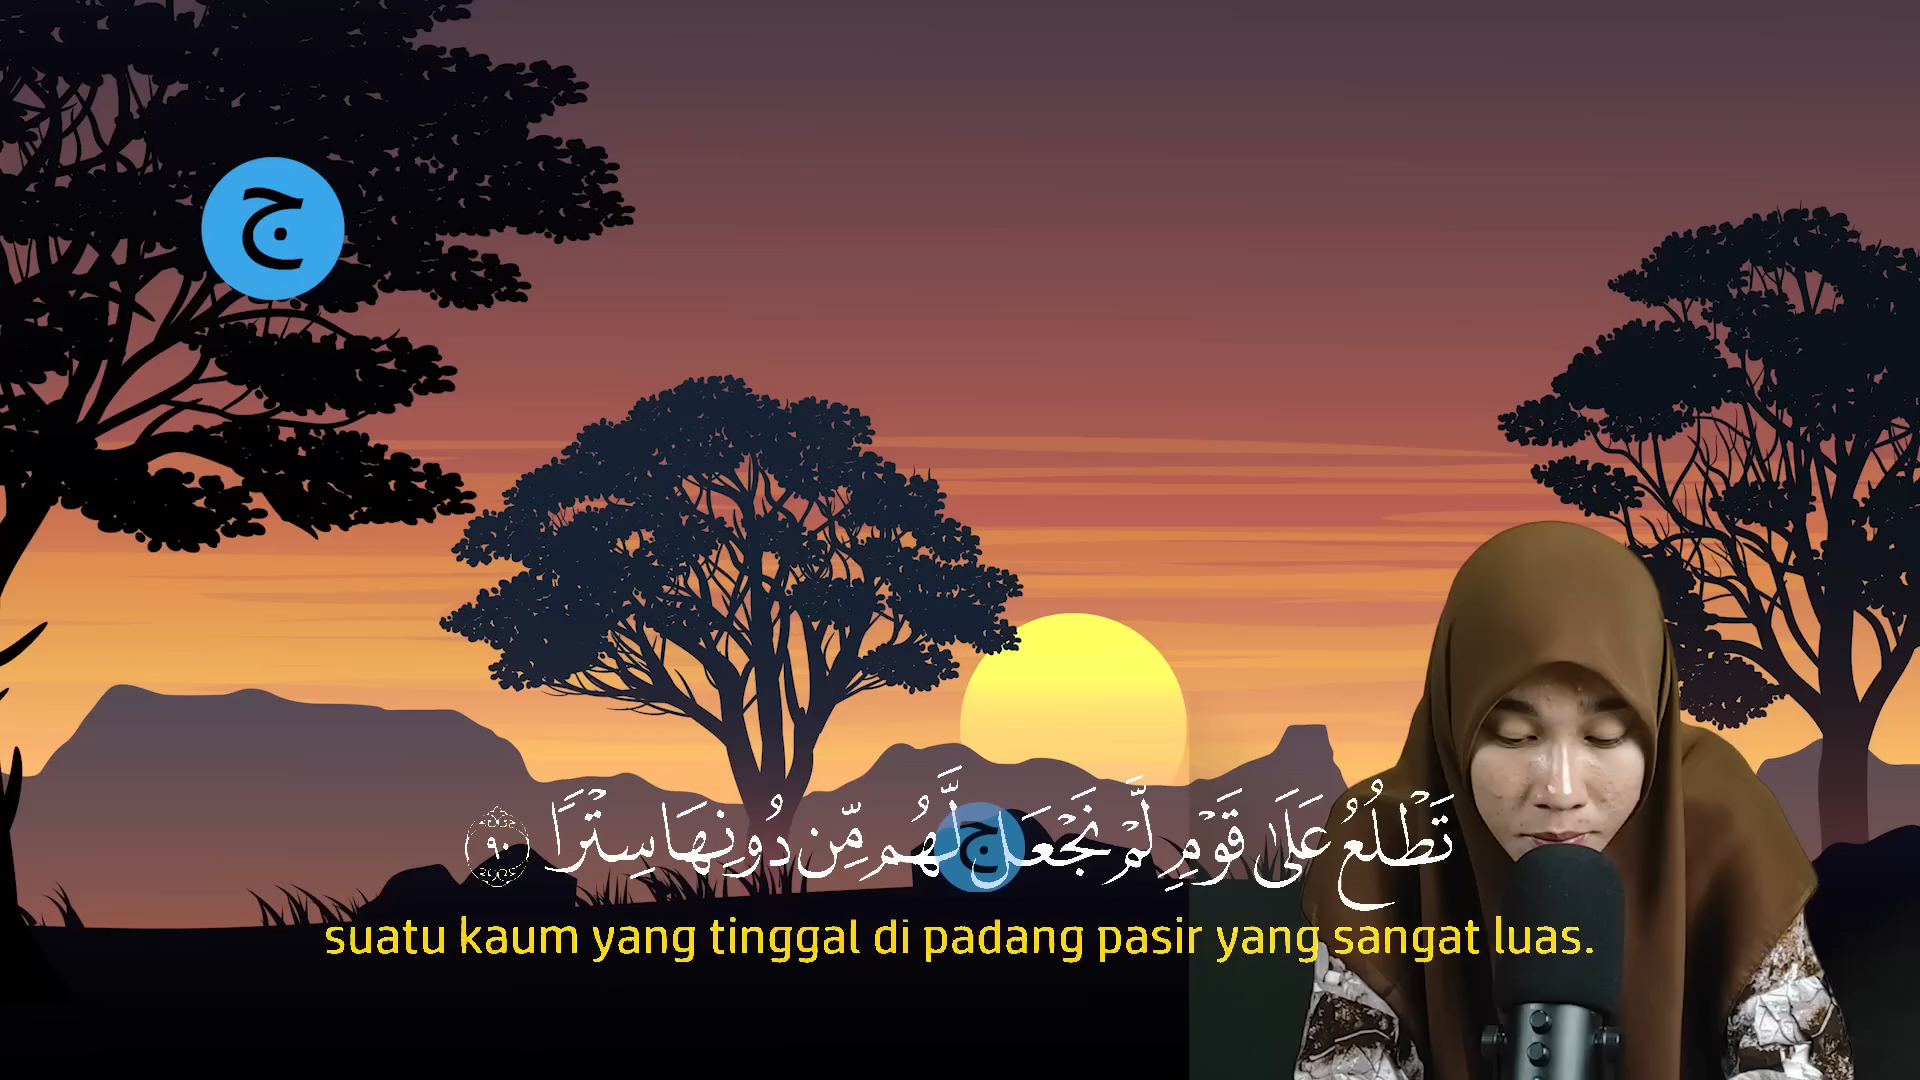 ج
تَطْلُعُ عَلَىٰ قَوْمٍ لَّمْ نَجْعَل لَّهُم مِّن دُونِهَا سِتْرًا ٩٠
ج
suatu kaum yang tinggal di padang pasir yang sangat luas.